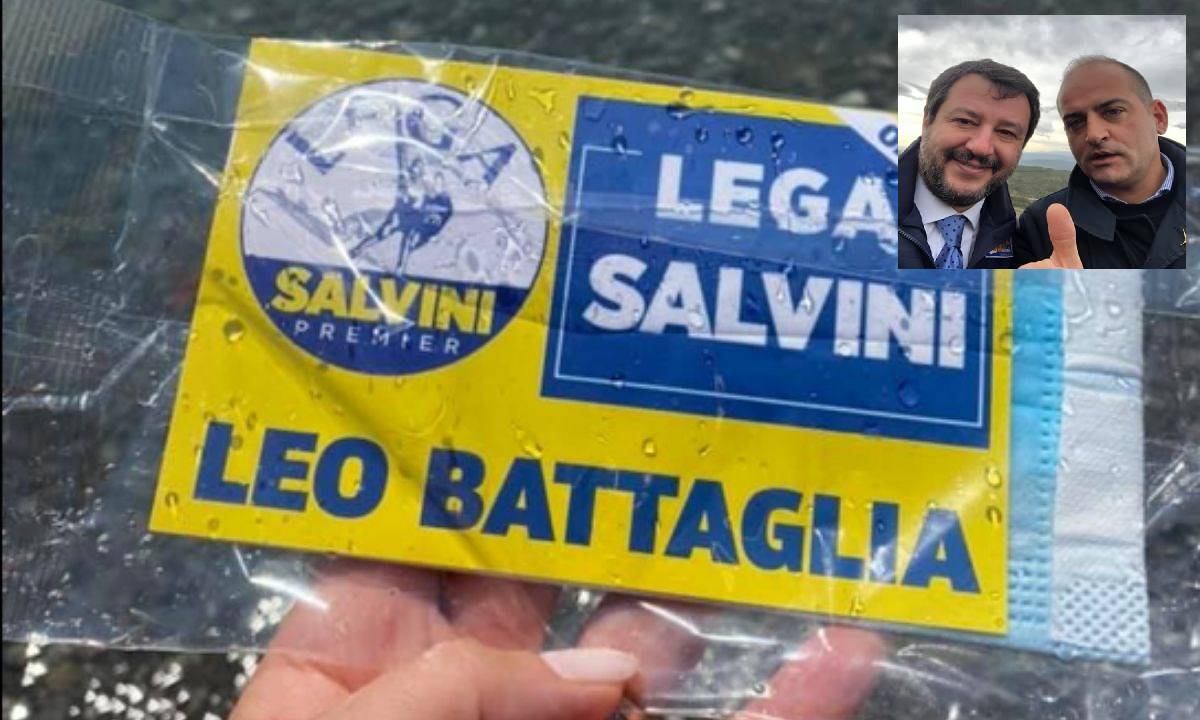 LEGA
SALVINI
PREMIER
LEGA
SALVINI
LEO BATTAGLIA